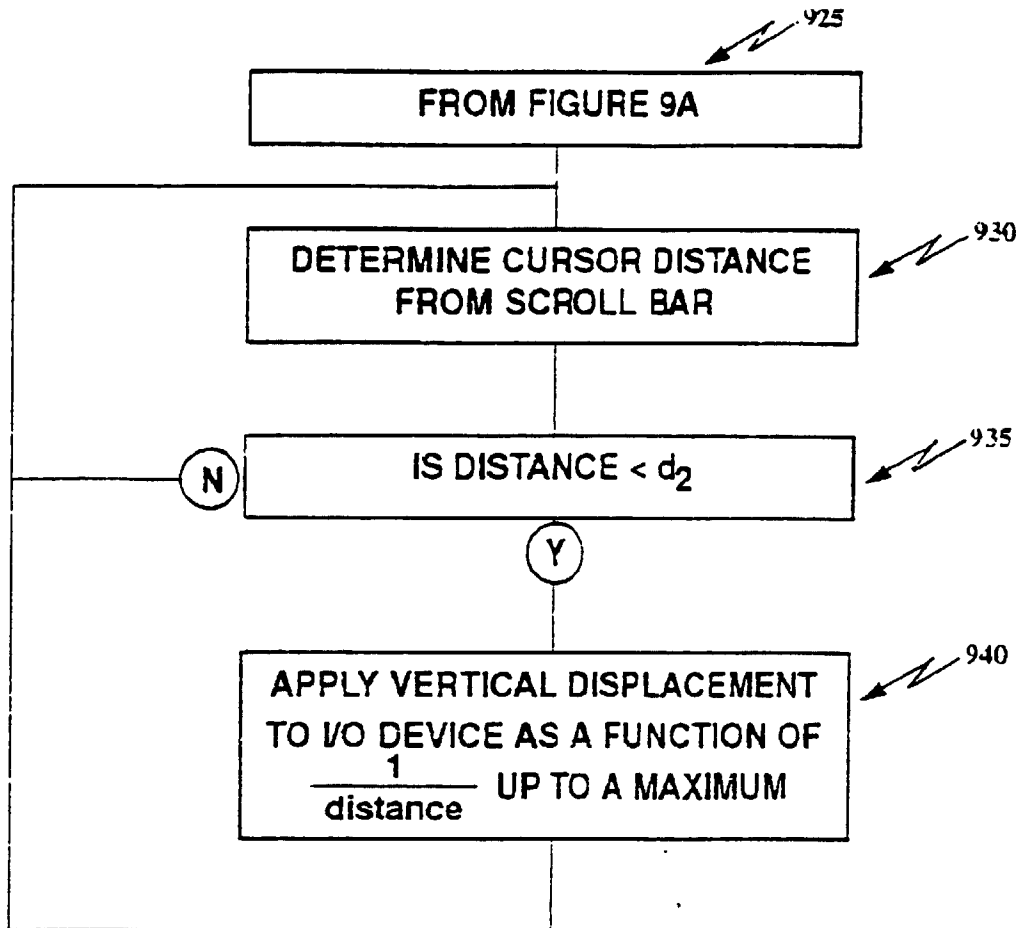 925
FROM FIGURE 9A
930
DETERMINE CURSOR DISTANCE
FROM SCROLL BAR
935
N
IS DISTANCE < d2
Y
940
APPLY VERTICAL DISPLACEMENT
TO I/O DEVICE AS A FUNCTION OF
1
distance UP TO A MAXIMUM